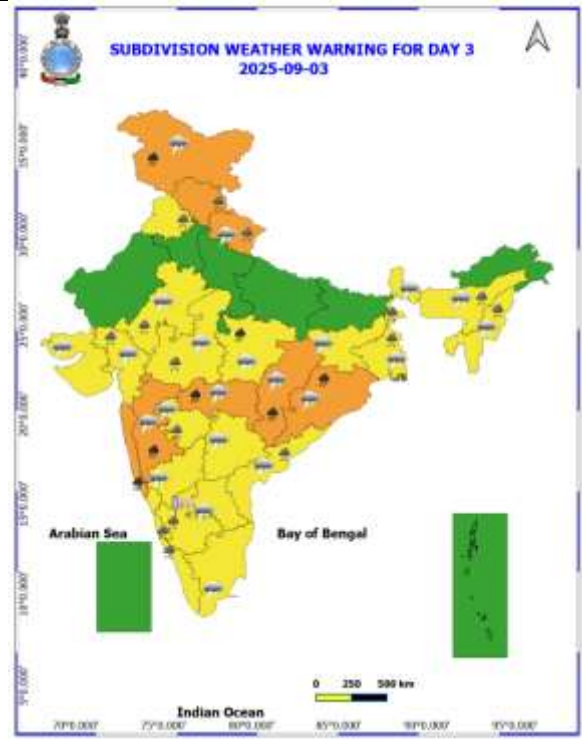 SUBDIVISION WEATHER WARNING FOR DAY 3
2025-09-03
Arabian Sea
Bay of Bengal
0 250 500 km
Indian Ocean
70°0.000' 75°0.000' 80°0.000' 85°0.000' 90°0.000' 95°0.000'